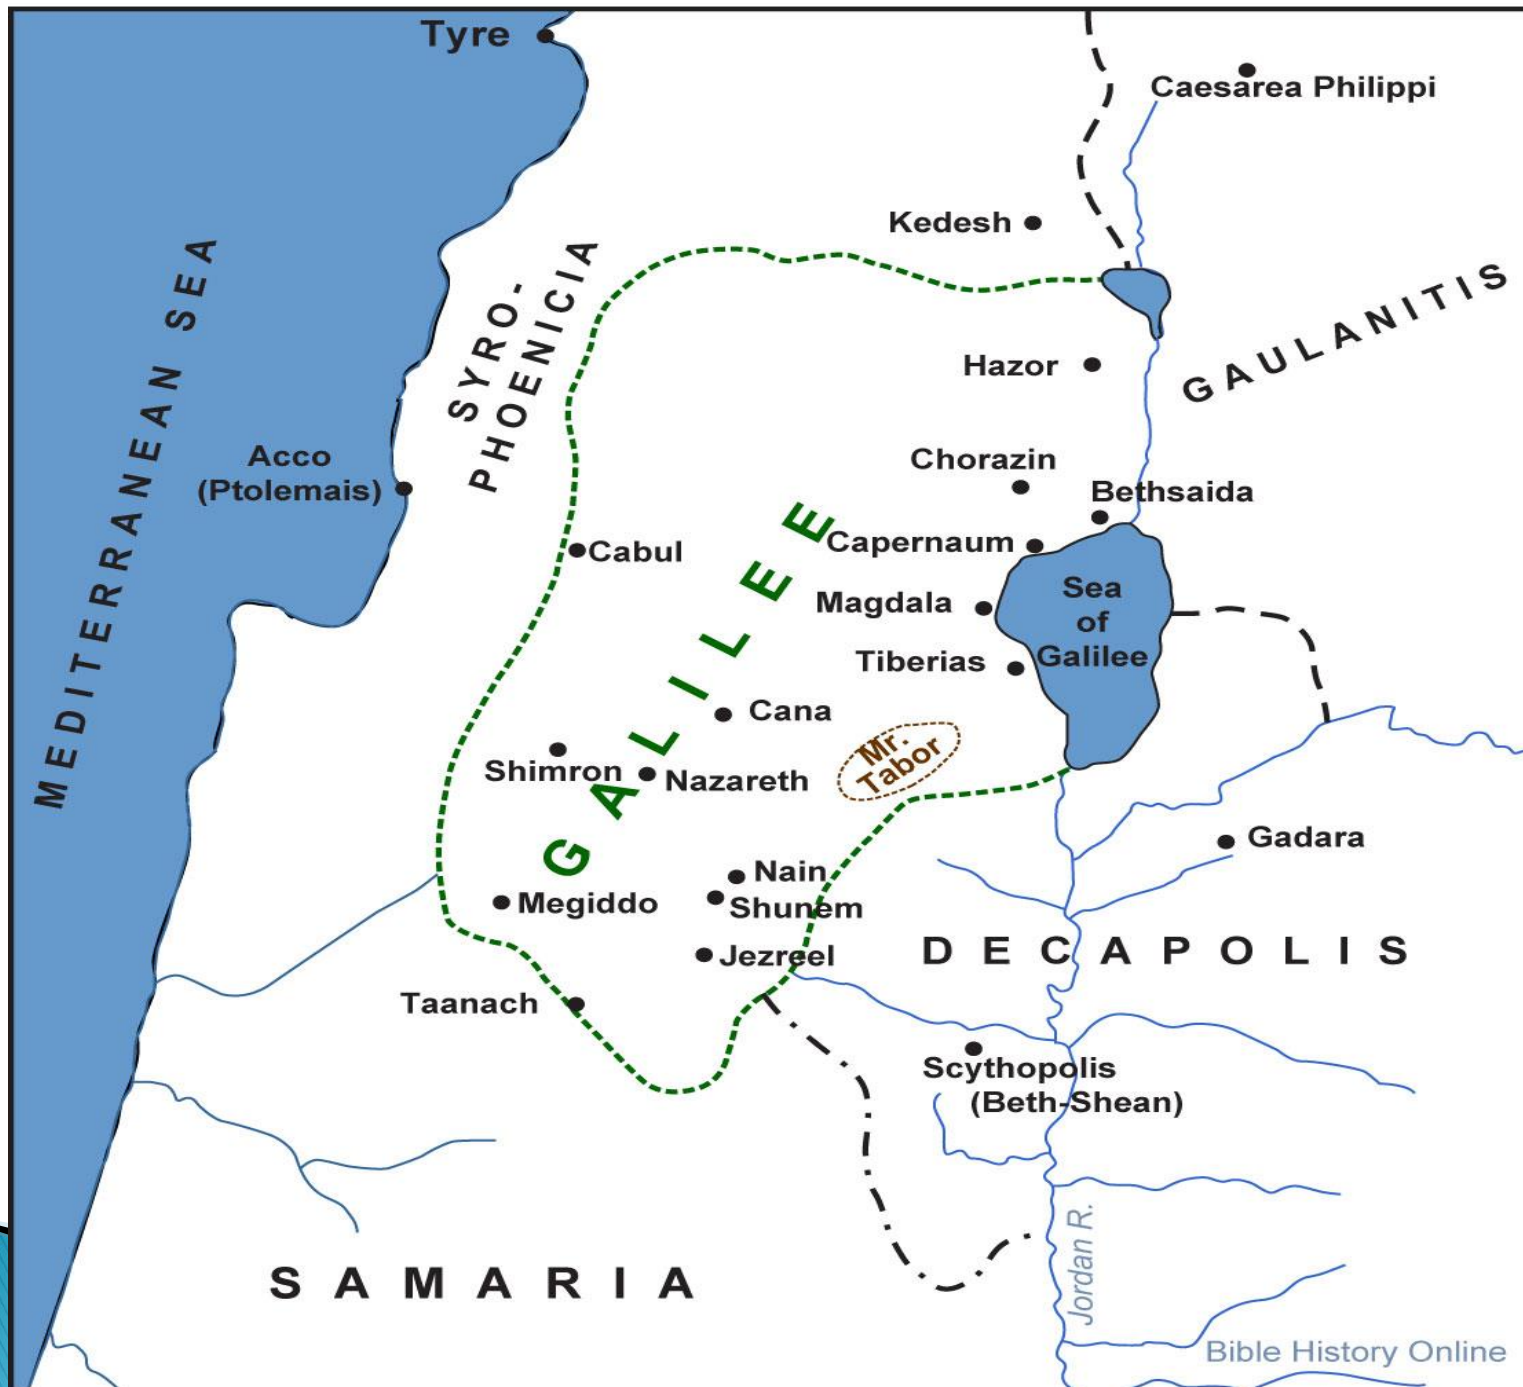 Tyre
Caesarea Philippi
Kedesh
MEDITERRANEAN SEA
SYRO-
PHOENICIA
GAULANITIS
Hazor
Acco
(Ptolemais)
Chorazin
Bethsaida
Capernaum
Cabul
GALILEE
Magdala
Sea
of
Galilee
Tiberias
Cana
Mr.
Tabor
Shimron
Nazareth
Gadara
Nain
Megiddo
Shunem
Jezreel
DECAPOLIS
Taanach
Scythopolis
(Beth-Shean)
SAMARIA
Jordan R.
Bible History Online